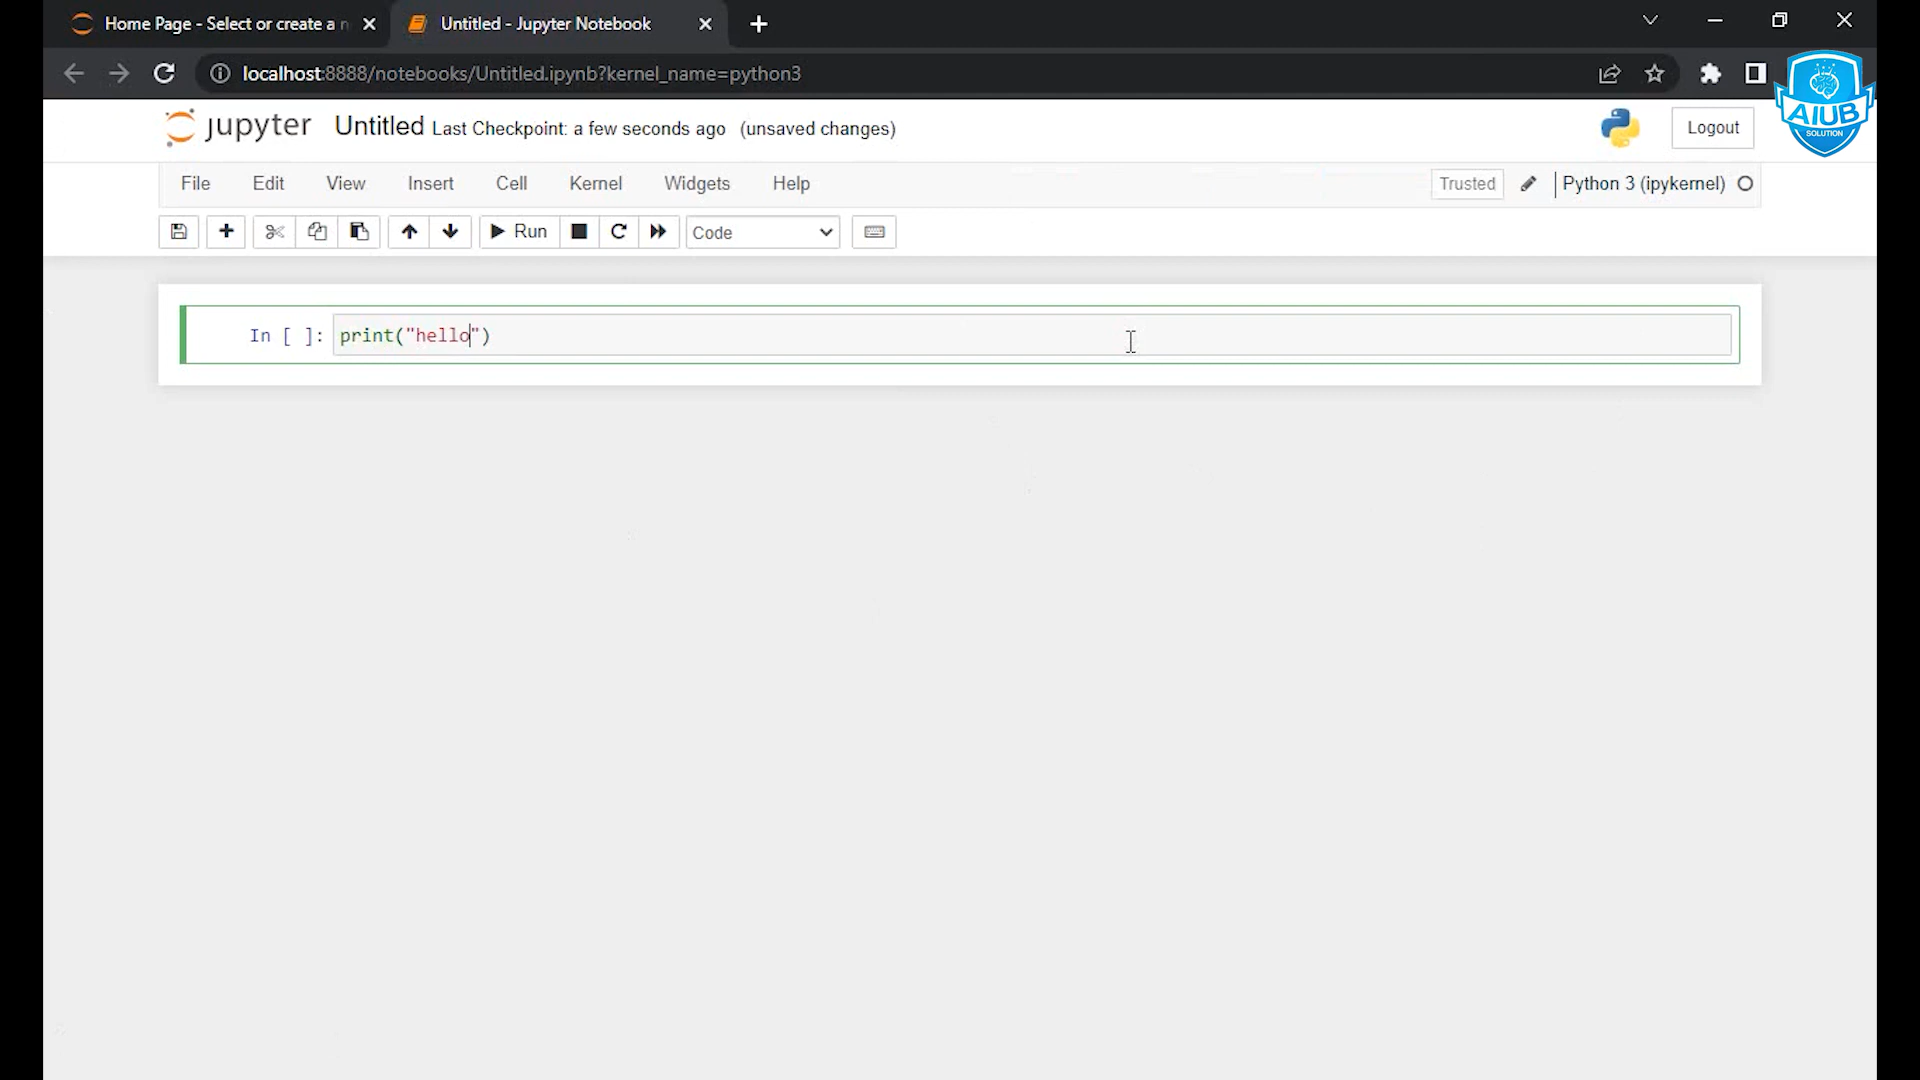 Home Page - Select or create a n
Untitled - Jupyter Notebook
localhost:8888/notebooks/Untitled.ipynb?kernel_name=python3
AIUB
SOLUTION
jupyter Untitled Last Checkpoint: a few seconds ago (unsaved changes)
Logout
File Edit View Insert Cell Kernel Widgets Help
Trusted Python 3 (ipykernel)
Run Code
In [ ]: print("hello")